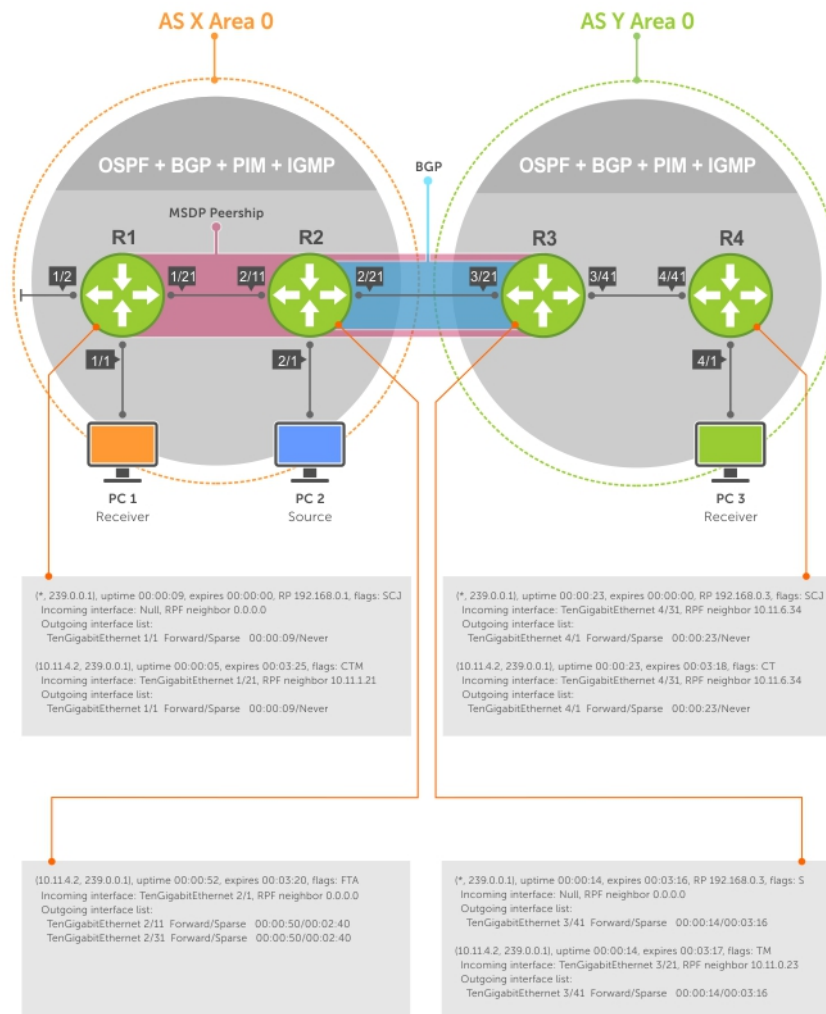 AS X Area 0
AS Y Area 0
OSPF + BGP + PIM + IGMP
BGP
OSPF + BGP + PIM + IGMP
MSDP Peership
R1
R2
R3
R4
1/2
1/21
2/11
2/21
3/21
3/41
4/41
1/1
2/1
4/1
PC 1
Receiver
PC 2
Source
PC 3
Receiver
(*, 239.0.0.1), uptime 00:00:09, expires 00:00:00, RP 192.168.0.1, flags: SCJ
Incoming interface: Null, RPF neighbor 0.0.0.0
Outgoing interface list:
TenGigabitEthernet 1/1 Forward/Sparse 00:00:09/Never
(10.11.4.2, 239.0.0.1), uptime 00:00:05, expires 00:03:25, flags: CTM
Incoming interface: TenGigabitEthernet 1/21, RPF neighbor 10.11.1.21
Outgoing interface list:
TenGigabitEthernet 1/1 Forward/Sparse 00:00:09/Never
(*, 239.0.0.1), uptime 00:00:23, expires 00:00:00, RP 192.168.0.3, flags: SCJ
Incoming interface: TenGigabitEthernet 4/31, RPF neighbor 10.11.6.34
Outgoing interface list:
TenGigabitEthernet 4/1 Forward/Sparse 00:00:23/Never
(10.11.4.2, 239.0.0.1), uptime 00:00:23, expires 00:03:18, flags: CT
Incoming interface: TenGigabitEthernet 4/31, RPF neighbor 10.11.6.34
Outgoing interface list:
TenGigabitEthernet 4/1 Forward/Sparse 00:00:23/Never
(10.11.4.2, 239.0.0.1), uptime 00:00:52, expires 00:03:20, flags: FTA
Incoming interface: TenGigabitEthernet 2/1, RPF neighbor 0.0.0.0
Outgoing interface list:
TenGigabitEthernet 2/11 Forward/Sparse 00:00:50/00:02:40
TenGigabitEthernet 2/31 Forward/Sparse 00:00:50/00:02:40
(*, 239.0.0.1), uptime 00:00:14, expires 00:03:16, RP 192.168.0.3, flags: S
Incoming interface: Null, RPF neighbor 0.0.0.0
Outgoing interface list:
TenGigabitEthernet 3/41 Forward/Sparse 00:00:14/00:03:16
(10.11.4.2, 239.0.0.1), uptime 00:00:14, expires 00:03:17, flags: TM
Incoming interface: TenGigabitEthernet 3/21, RPF neighbor 10.11.0.23
Outgoing interface list:
TenGigabitEthernet 3/41 Forward/Sparse 00:00:14/00:03:16